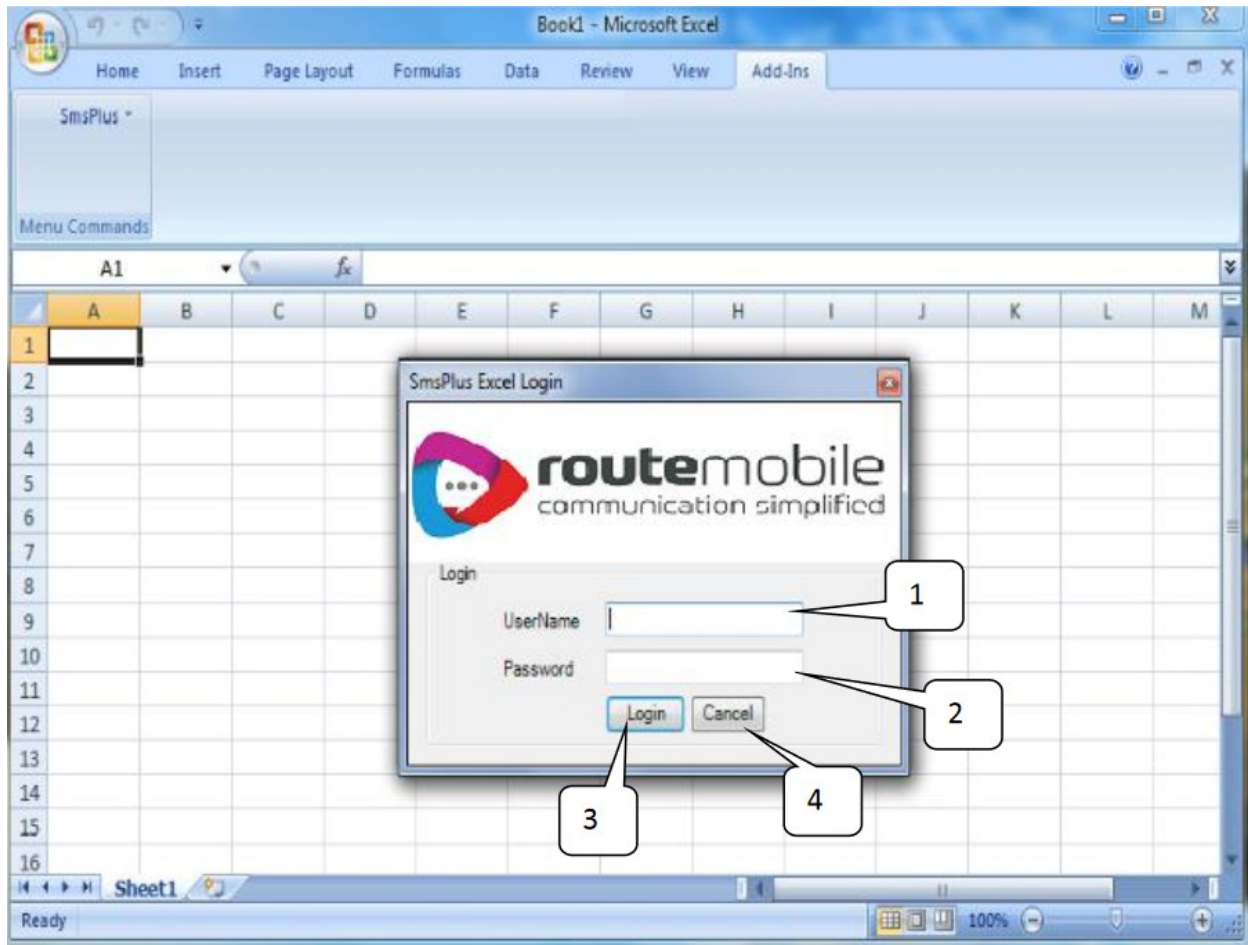 Book1 - Microsoft Excel
Home Insert Page Layout Formulas Data Review View Add-Ins
SmsPlus
Menu Commands
A1 fx
A B C D E F G H I J K L M
1
2
3
4
5
6
7
8
9
10
11
12
13
14
15
16
SmsPlus Excel Login
routemobile
communication simplified
Login
UserName
1
Password
2
Login Cancel
3
4
Sheet1
Ready 100%